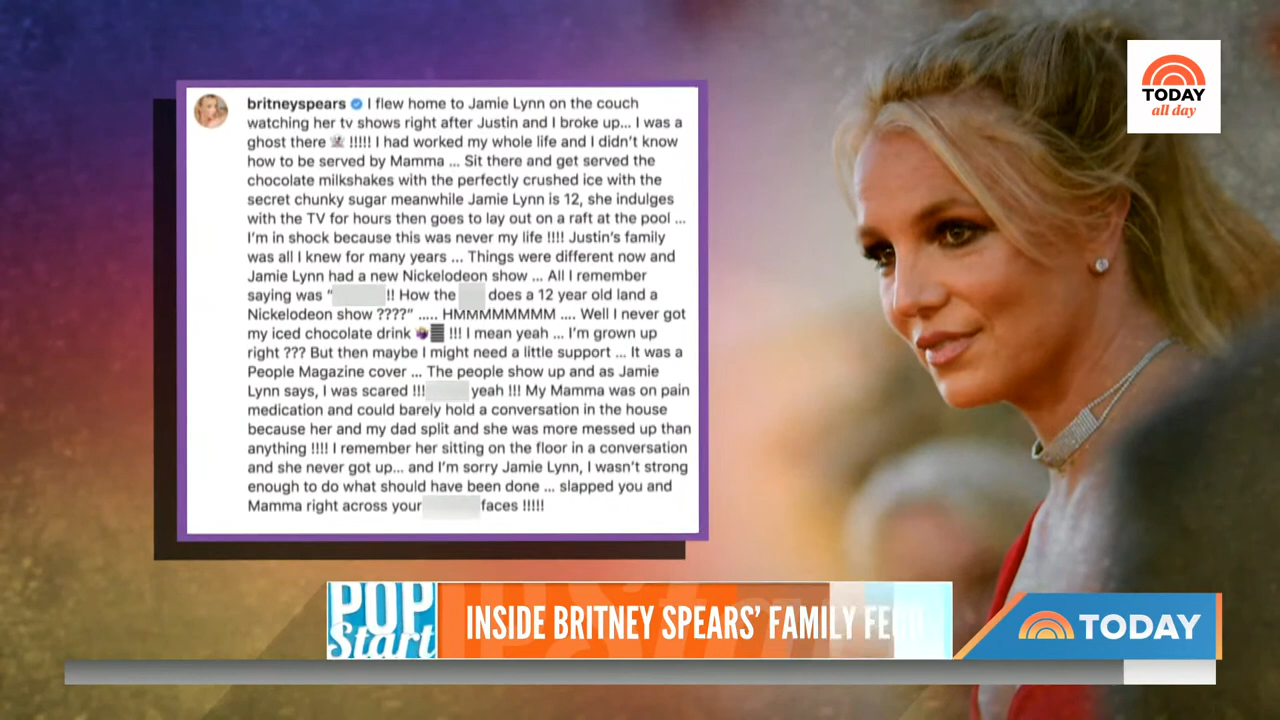 britneyspears I flew home to Jamie Lynn on the couch
watching her tv shows right after Justin and I broke up... I was a
ghost there !!!!! I had worked my whole life and I didn't know
how to be served by Mamma ... Sit there and get served the
chocolate milkshakes with the perfectly crushed ice with the
secret chunky sugar meanwhile Jamie Lynn is 12, she indulges
with the TV for hours then goes to lay out on a raft at the pool ...
I'm in shock because this was never my life !!!! Justin's family
was all I knew for many years ... Things were different now and
Jamie Lynn had a new Nickelodeon show ... All I remember
saying was “ !! How the does a 12 year old land a
Nickelodeon show ????” ..... HMMMMMMMM .... Well I never got
my iced chocolate drink !!! I mean yeah ... I'm grown up
right ??? But then maybe I might need a little support ... It was a
People Magazine cover ... The people show up and as Jamie
Lynn says, I was scared !!! yeah !!! My Mamma was on pain
medication and could barely hold a conversation in the house
because her and my dad split and she was more messed up than
anything !!!! I remember her sitting on the floor in a conversation
and she never got up... and I'm sorry Jamie Lynn, I wasn't strong
enough to do what should have been done ... slapped you and
Mamma right across your faces !!!!!
TODAY
all day
POP
Start
INSIDE BRITNEY SPEARS’ FAMILY
TODAY